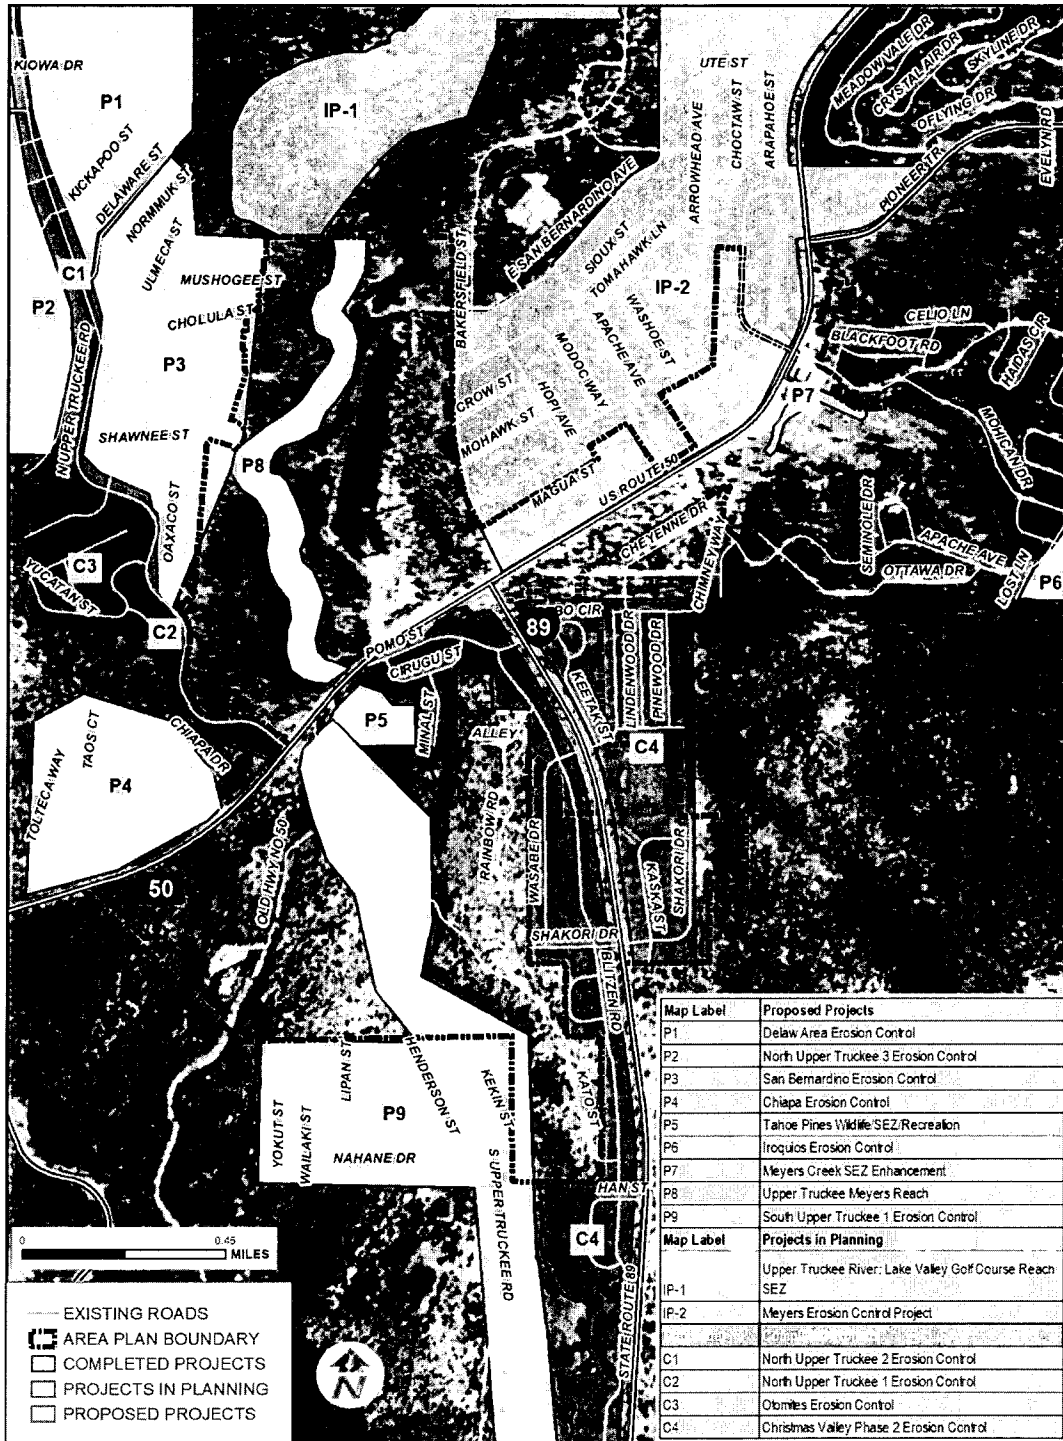 KIOWA DR
P1
KICKAPOO ST
DELAWARE ST
NORMMUK ST
ULMECA ST
C1
P2
N UPPER TRUCKEE RD
MUSHOGEE ST
CHOLULA ST
P3
SHAWNEE ST
OAXACO ST
P8
IP-1
BAKERSFIELD ST
E SAN BERNARDINO AVE
SIOUX ST
TOMAHAWK LN
ARROWHEAD AVE
CHOCTAW ST
ARAPAHOE ST
UTE ST
MEADOW VALE DR
CRYSTAL AIR DR
SKYLINE DR
OFLYING DR
PIONEER TR
EVELYN RD
IP-2
WASHOE ST
APACHE AVE
MODOC WAY
HOPI AVE
CROW ST
MOHAWK ST
MAGUA ST
US ROUTE 50
CHEYENNE DR
CHIMNEY WAY
CELIO LN
BLACKFOOT RD
HADAS CIR
P7
MOHICAN DR
SEMINOLE DR
APACHE AVE
OTTAWA DR
LOST LN
P6
C3
YUCATAN ST
C2
CHIAPA DR
POMO ST
CIRUGU ST
MINAL ST
P5
89
BO CIR
KEETAK ST
LINDENWOOD DR
PINEWOOD DR
C4
ALLEY
RAINBOW RD
WASABE DR
KASKA ST
SHAKORI DR
SHAKORI DR
BLITZEN RD
TOLTECA WAY
TAOS CT
P4
50
OLD HWY NO 50
LIPAN ST
HENDERSON ST
KEKIN ST
KATO ST
YOKUT ST
WAILAKI ST
P9
NAHANE DR
S UPPER TRUCKEE RD
HAN ST
C4
STATE ROUTE 89
0 0.45
MILES
EXISTING ROADS
AREA PLAN BOUNDARY
COMPLETED PROJECTS
PROJECTS IN PLANNING
PROPOSED PROJECTS
N
Map Label Proposed Projects
P1 Delaw Area Erosion Control
P2 North Upper Truckee 3 Erosion Control
P3 San Bernardino Erosion Control
P4 Chiapa Erosion Control
P5 Tahoe Pines Wildlife/SEZ/Recreation
P6 Iroquios Erosion Control
P7 Meyers Creek SEZ Enhancement
P8 Upper Truckee Meyers Reach
P9 South Upper Truckee 1 Erosion Control
Map Label Projects in Planning
Upper Truckee River: Lake Valley Golf Course Reach
IP-1 SEZ
IP-2 Meyers Erosion Control Project
C1 North Upper Truckee 2 Erosion Control
C2 North Upper Truckee 1 Erosion Control
C3 Otomites Erosion Control
C4 Christmas Valley Phase 2 Erosion Control